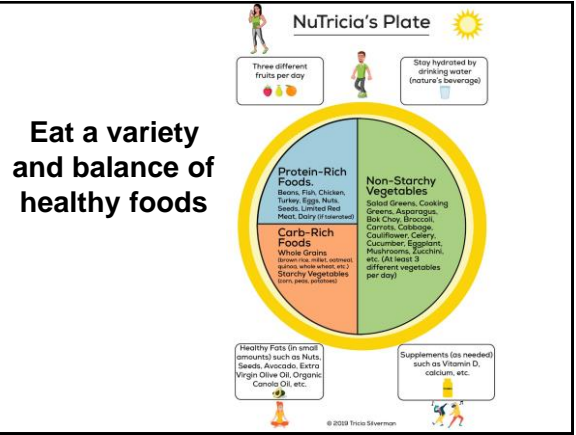 NuTricia's Plate
Three different
fruits per day
Stay hydrated by
drinking water
(nature's beverage)
Eat a variety
and balance of
healthy foods
Protein-Rich
Foods.
Beans, Fish, Chicken,
Turkey, Eggs, Nuts,
Seeds, Limited Red
Meat, Dairy (if tolerated)
Carb-Rich
Foods
Whole Grains
(brown rice, millet, oatmeal,
quinoa, whole wheat, etc.)
Starchy Vegetables
(corn, peas, potatoes)
Non-Starchy
Vegetables
Salad Greens, Cooking
Greens, Asparagus,
Bok Choy, Broccoli,
Carrots, Cabbage,
Cauliflower, Celery,
Cucumber, Eggplant,
Mushrooms, Zucchini,
etc. (At least 3
different vegetables
per day)
Healthy Fats (in small
amounts) such as Nuts,
Seeds, Avocado, Extra
Virgin Olive Oil, Organic
Canola Oil, etc.
Supplements (as needed)
such as Vitamin D,
calcium, etc.
© 2019 Tricia Silverman